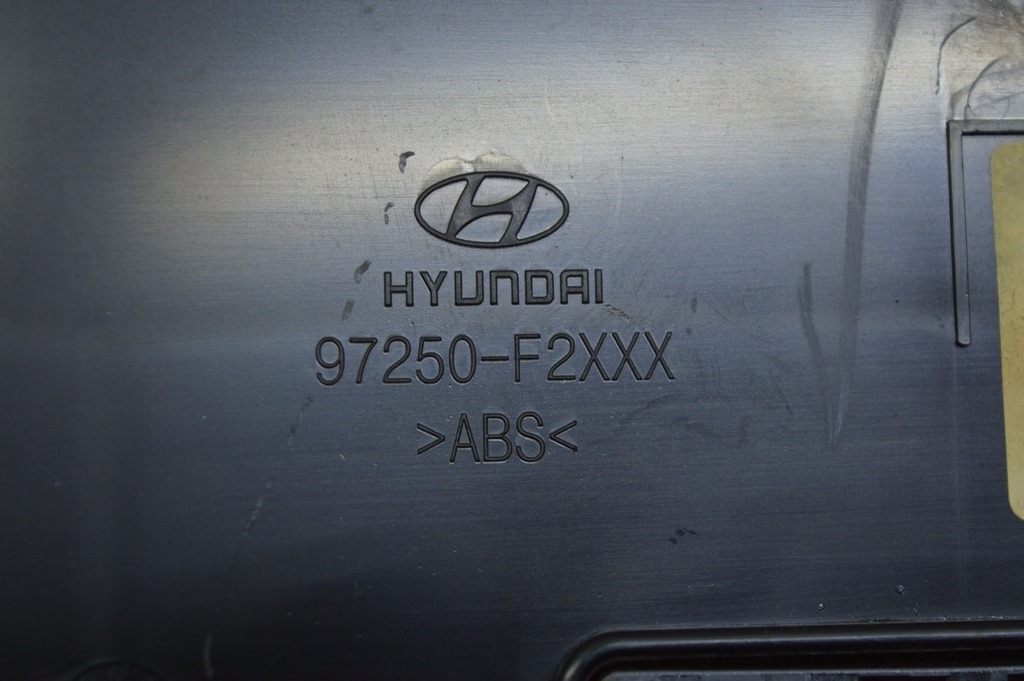 HYUNDAI
97250-F2XXX
>ABS<